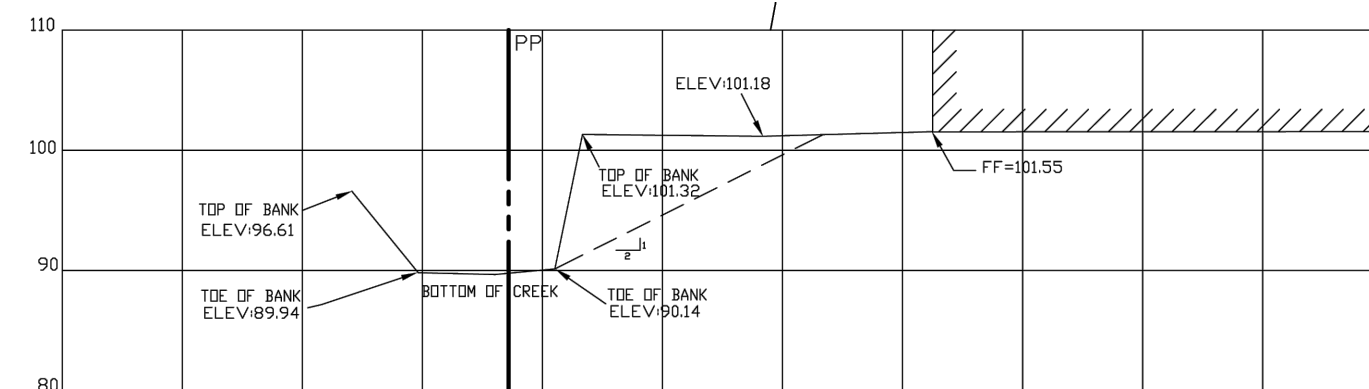 110
PP
ELEV:101.18
100
FF=101.55
TOP OF BANK
ELEV:101.32
TOP OF BANK
ELEV:96.61
1
2
90
BOTTOM OF CREEK
TOE OF BANK
ELEV:89.94
TOE OF BANK
ELEV:90.14
80